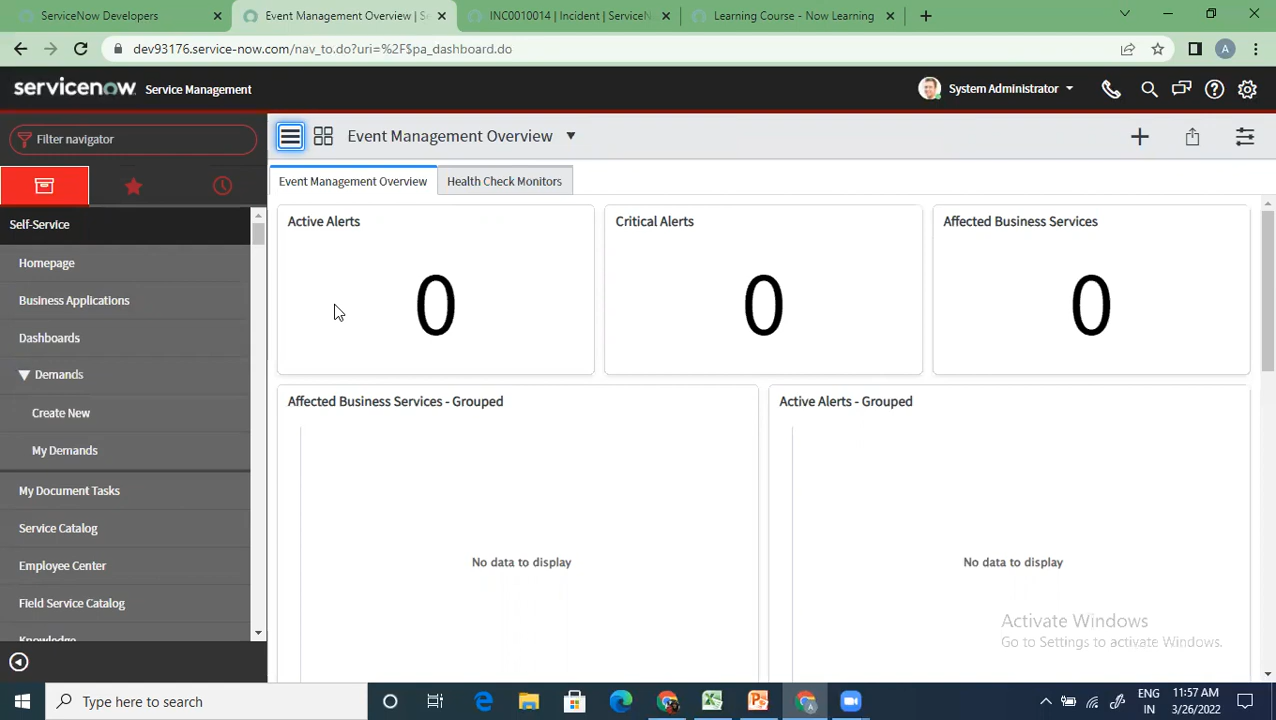 ServiceNow Developers
Event Management Overview | S
INC0010014 | Incident | ServiceN
Learning Course - Now Learning
dev93176.service-now.com/nav_to.do?uri=%2F$pa_dashboard.do
A
servicenow Service Management
System Administrator
Filter navigator
Event Management Overview
Event Management Overview
Health Check Monitors
Self-Service
Homepage
Business Applications
Dashboards
Demands
Create New
My Demands
My Document Tasks
Service Catalog
Employee Center
Field Service Catalog
Knowledge
Active Alerts
0
Critical Alerts
0
Affected Business Services
0
Affected Business Services - Grouped
No data to display
Active Alerts - Grouped
No data to display
Activate Windows
Go to Settings to activate Windows.
Type here to search
ENG
IN
11:57 AM
3/26/2022